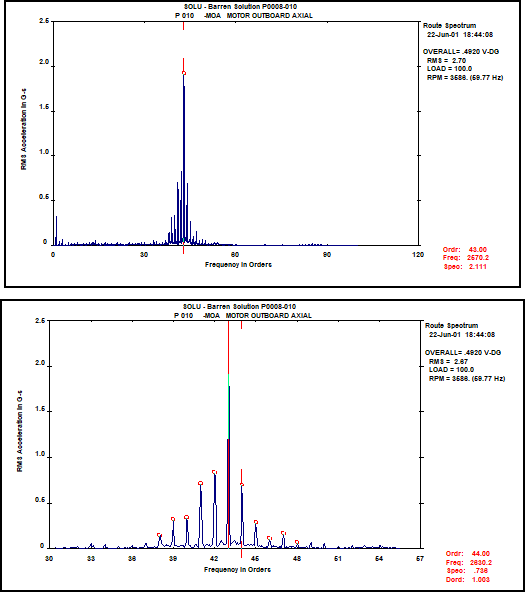 SOLU - Barren Solution P0008-010
P 010 -MOA MOTOR OUTBOARD AXIAL
Route Spectrum
22-Jun-01 18:44:08
OVERALL= .4920 V-DG
RMS = 2.70
LOAD = 100.0
RPM = 3586. (59.77 Hz)
RMS Acceleration in G-s
2.5
2.0
1.5
1.0
0.5
0
0 30 60 90 120
Frequency in Orders
Ordr: 43.00
Freq: 2570.2
Spec: 2.111
SOLU - Barren Solution P0008-010
P 010 -MOA MOTOR OUTBOARD AXIAL
Route Spectrum
22-Jun-01 18:44:08
OVERALL= .4920 V-DG
RMS = 2.67
LOAD = 100.0
RPM = 3586. (59.77 Hz)
RMS Acceleration in G-s
2.5
2.0
1.5
1.0
0.5
0
30 33 36 39 42 45 48 51 54 57
Frequency in Orders
Ordr: 44.00
Freq: 2630.2
Spec: .736
Dord: 1.003